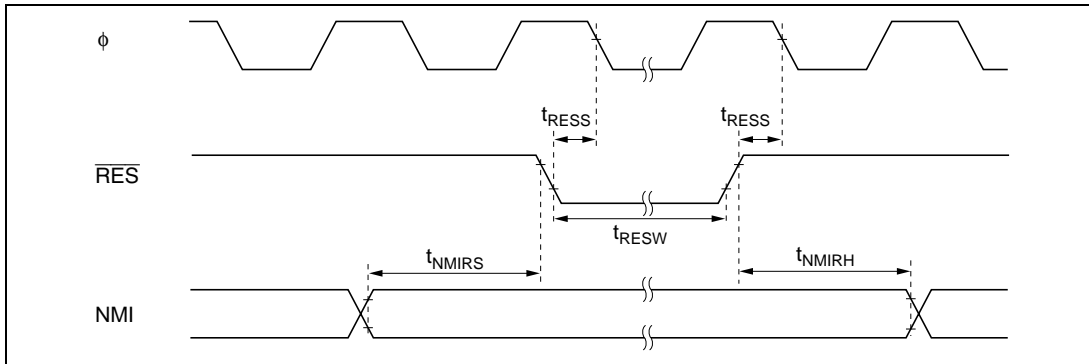 ϕ
tRESS tRESS
RES
tRESW
tNMIRS tNMIRH
NMI